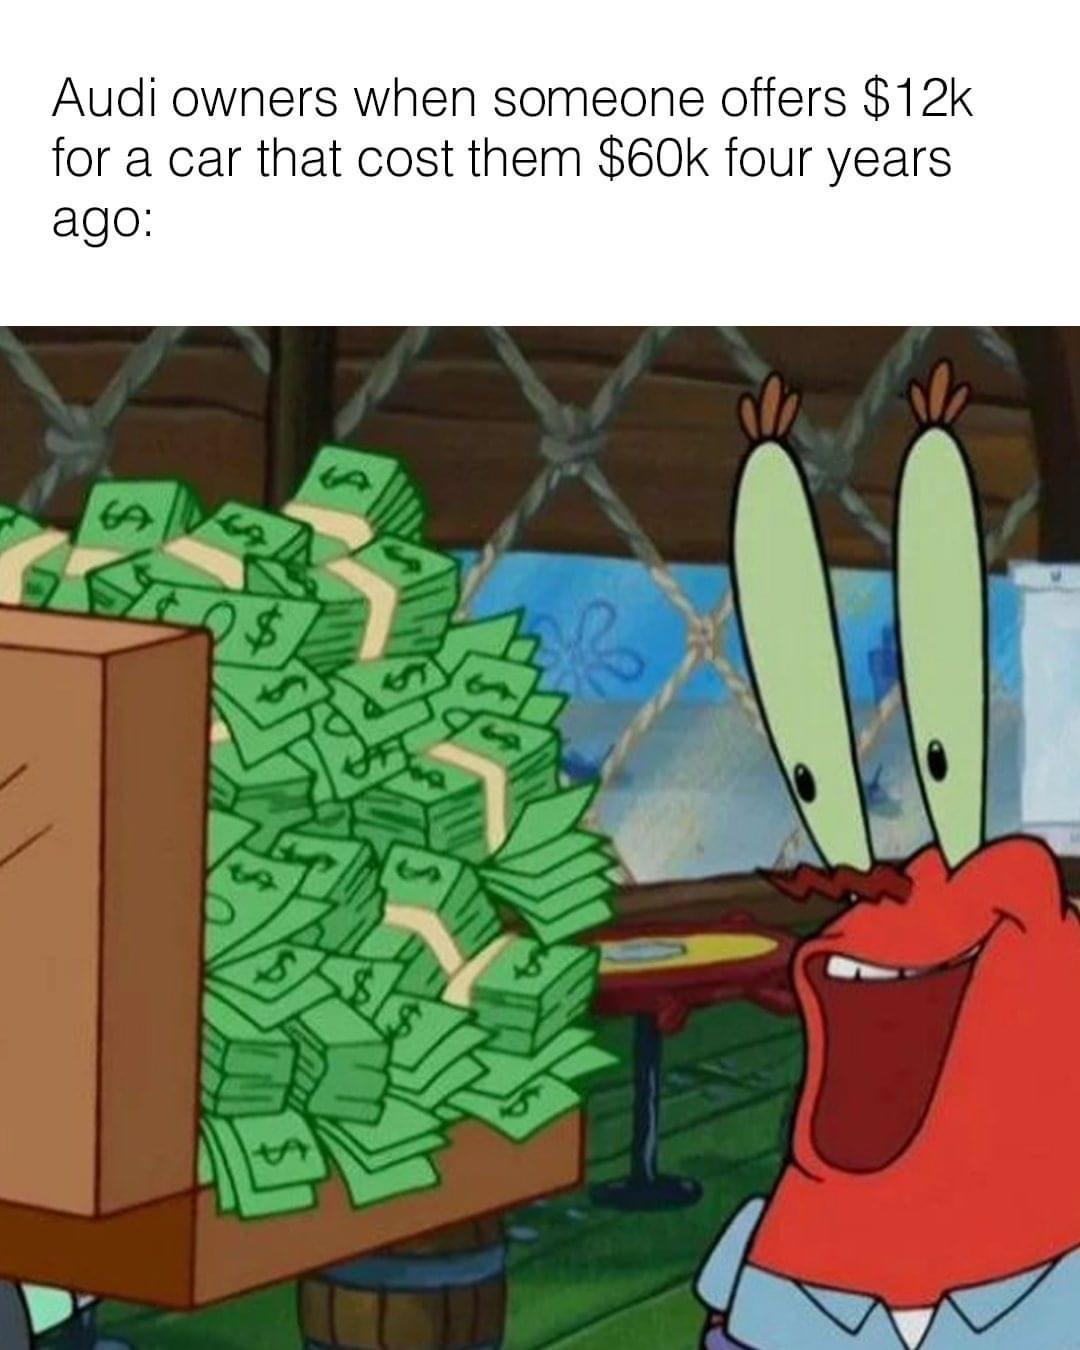 Audi owners when someone offers $12k
for a car that cost them $60k four years
ago: